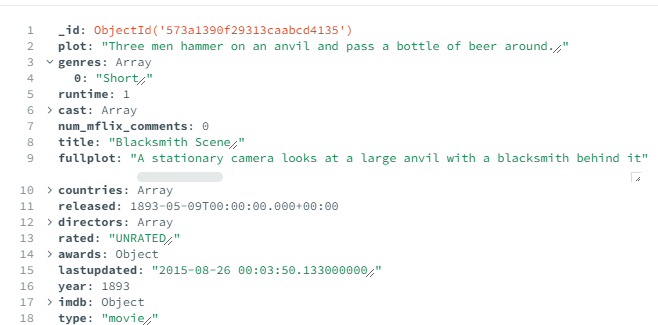 1 _id: ObjectId('573a1390f29313caabcd4135')
2 plot: "Three men hammer on an anvil and pass a bottle of beer around."
3 genres: Array
4 0: "Short"
5 runtime: 1
6 cast: Array
7 num_mflix_comments: 0
8 title: "Blacksmith Scene"
9 fullplot: "A stationary camera looks at a large anvil with a blacksmith behind it"
10 countries: Array
11 released: 1893-05-09T00:00:00.000+00:00
12 directors: Array
13 rated: "UNRATED"
14 awards: Object
15 lastupdated: "2015-08-26 00:03:50.133000000"
16 year: 1893
17 imdb: Object
18 type: "movie"